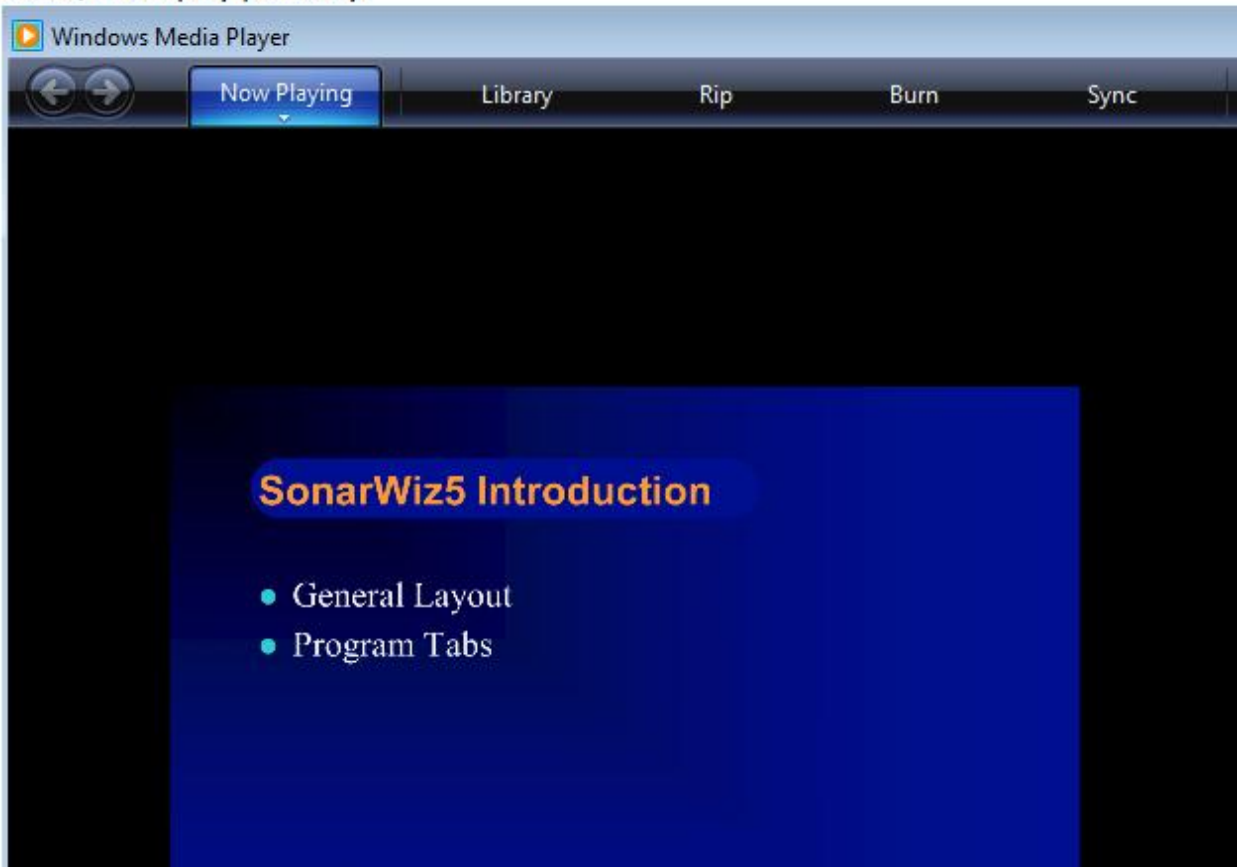 Windows Media Player
Now Playing Library Rip Burn Sync
SonarWiz5 Introduction
General Layout
Program Tabs